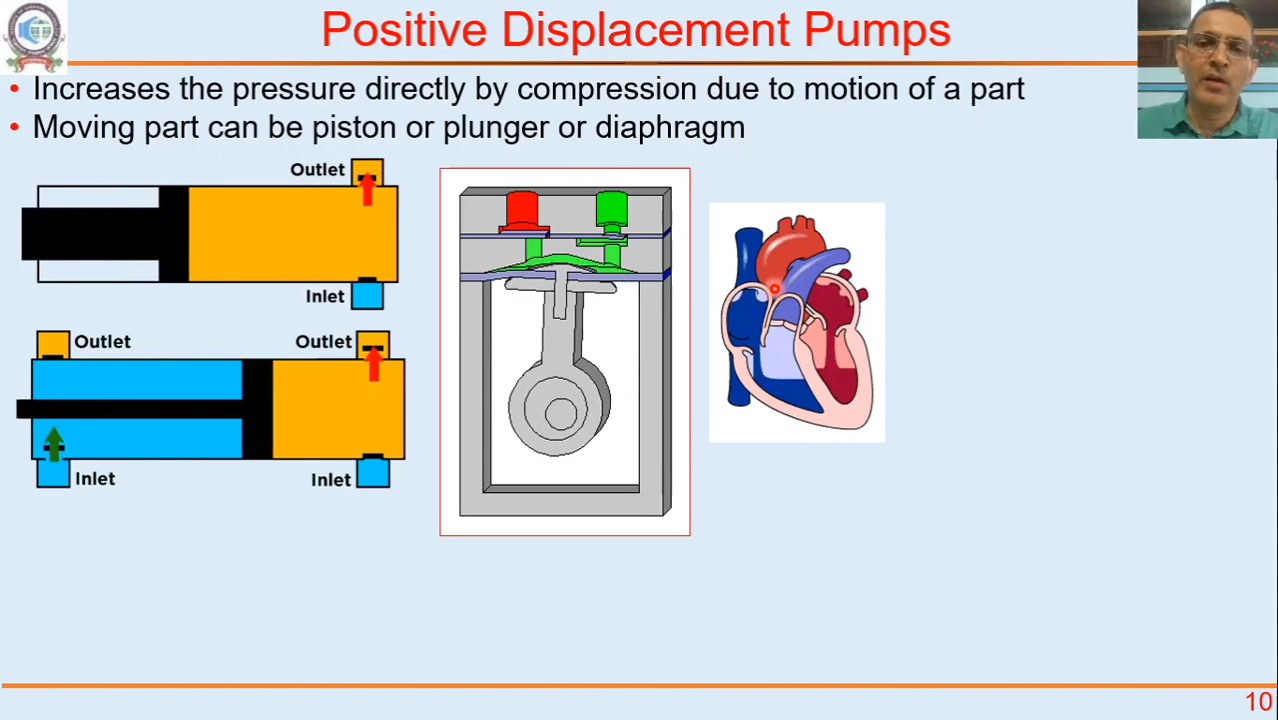 Positive Displacement Pumps
• Increases the pressure directly by compression due to motion of a part
• Moving part can be piston or plunger or diaphragm
Outlet
Inlet
Outlet
Outlet
Inlet
Inlet
10